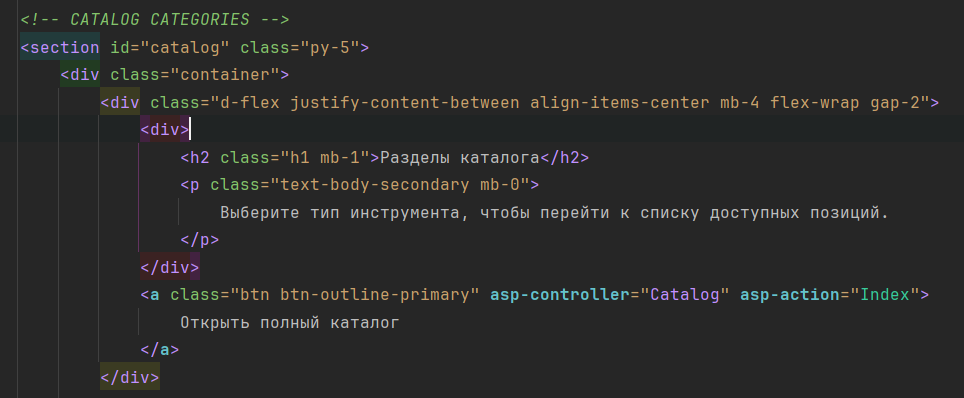 <!-- CATALOG CATEGORIES -->
<section id="catalog" class="py-5">
<div class="container">
<div class="d-flex justify-content-between align-items-center mb-4 flex-wrap gap-2">
<div>
<h2 class="h1 mb-1">Разделы каталога</h2>
<p class="text-body-secondary mb-0">
Выберите тип инструмента, чтобы перейти к списку доступных позиций.
</p>
</div>
<a class="btn btn-outline-primary" asp-controller="Catalog" asp-action="Index">
Открыть полный каталог
</a>
</div>